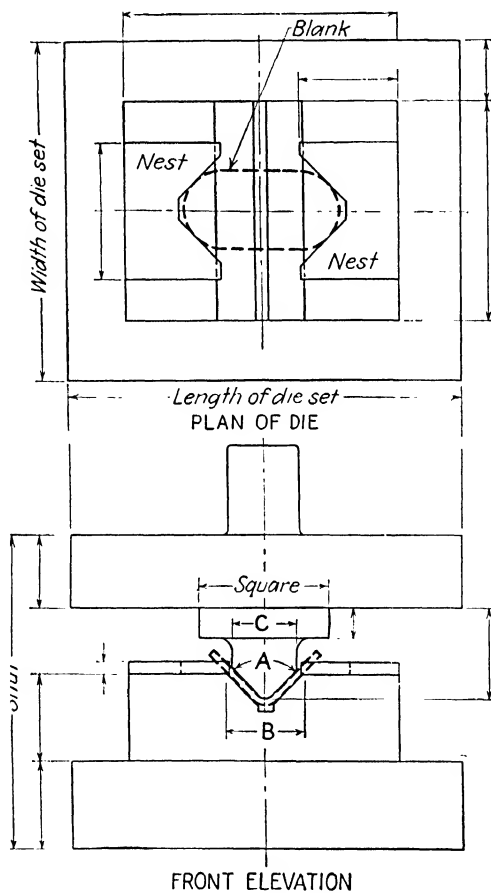 Blank
Nest
Nest
Width of die set
Length of die set
PLAN OF DIE
Square
C
A
B
FRONT ELEVATION